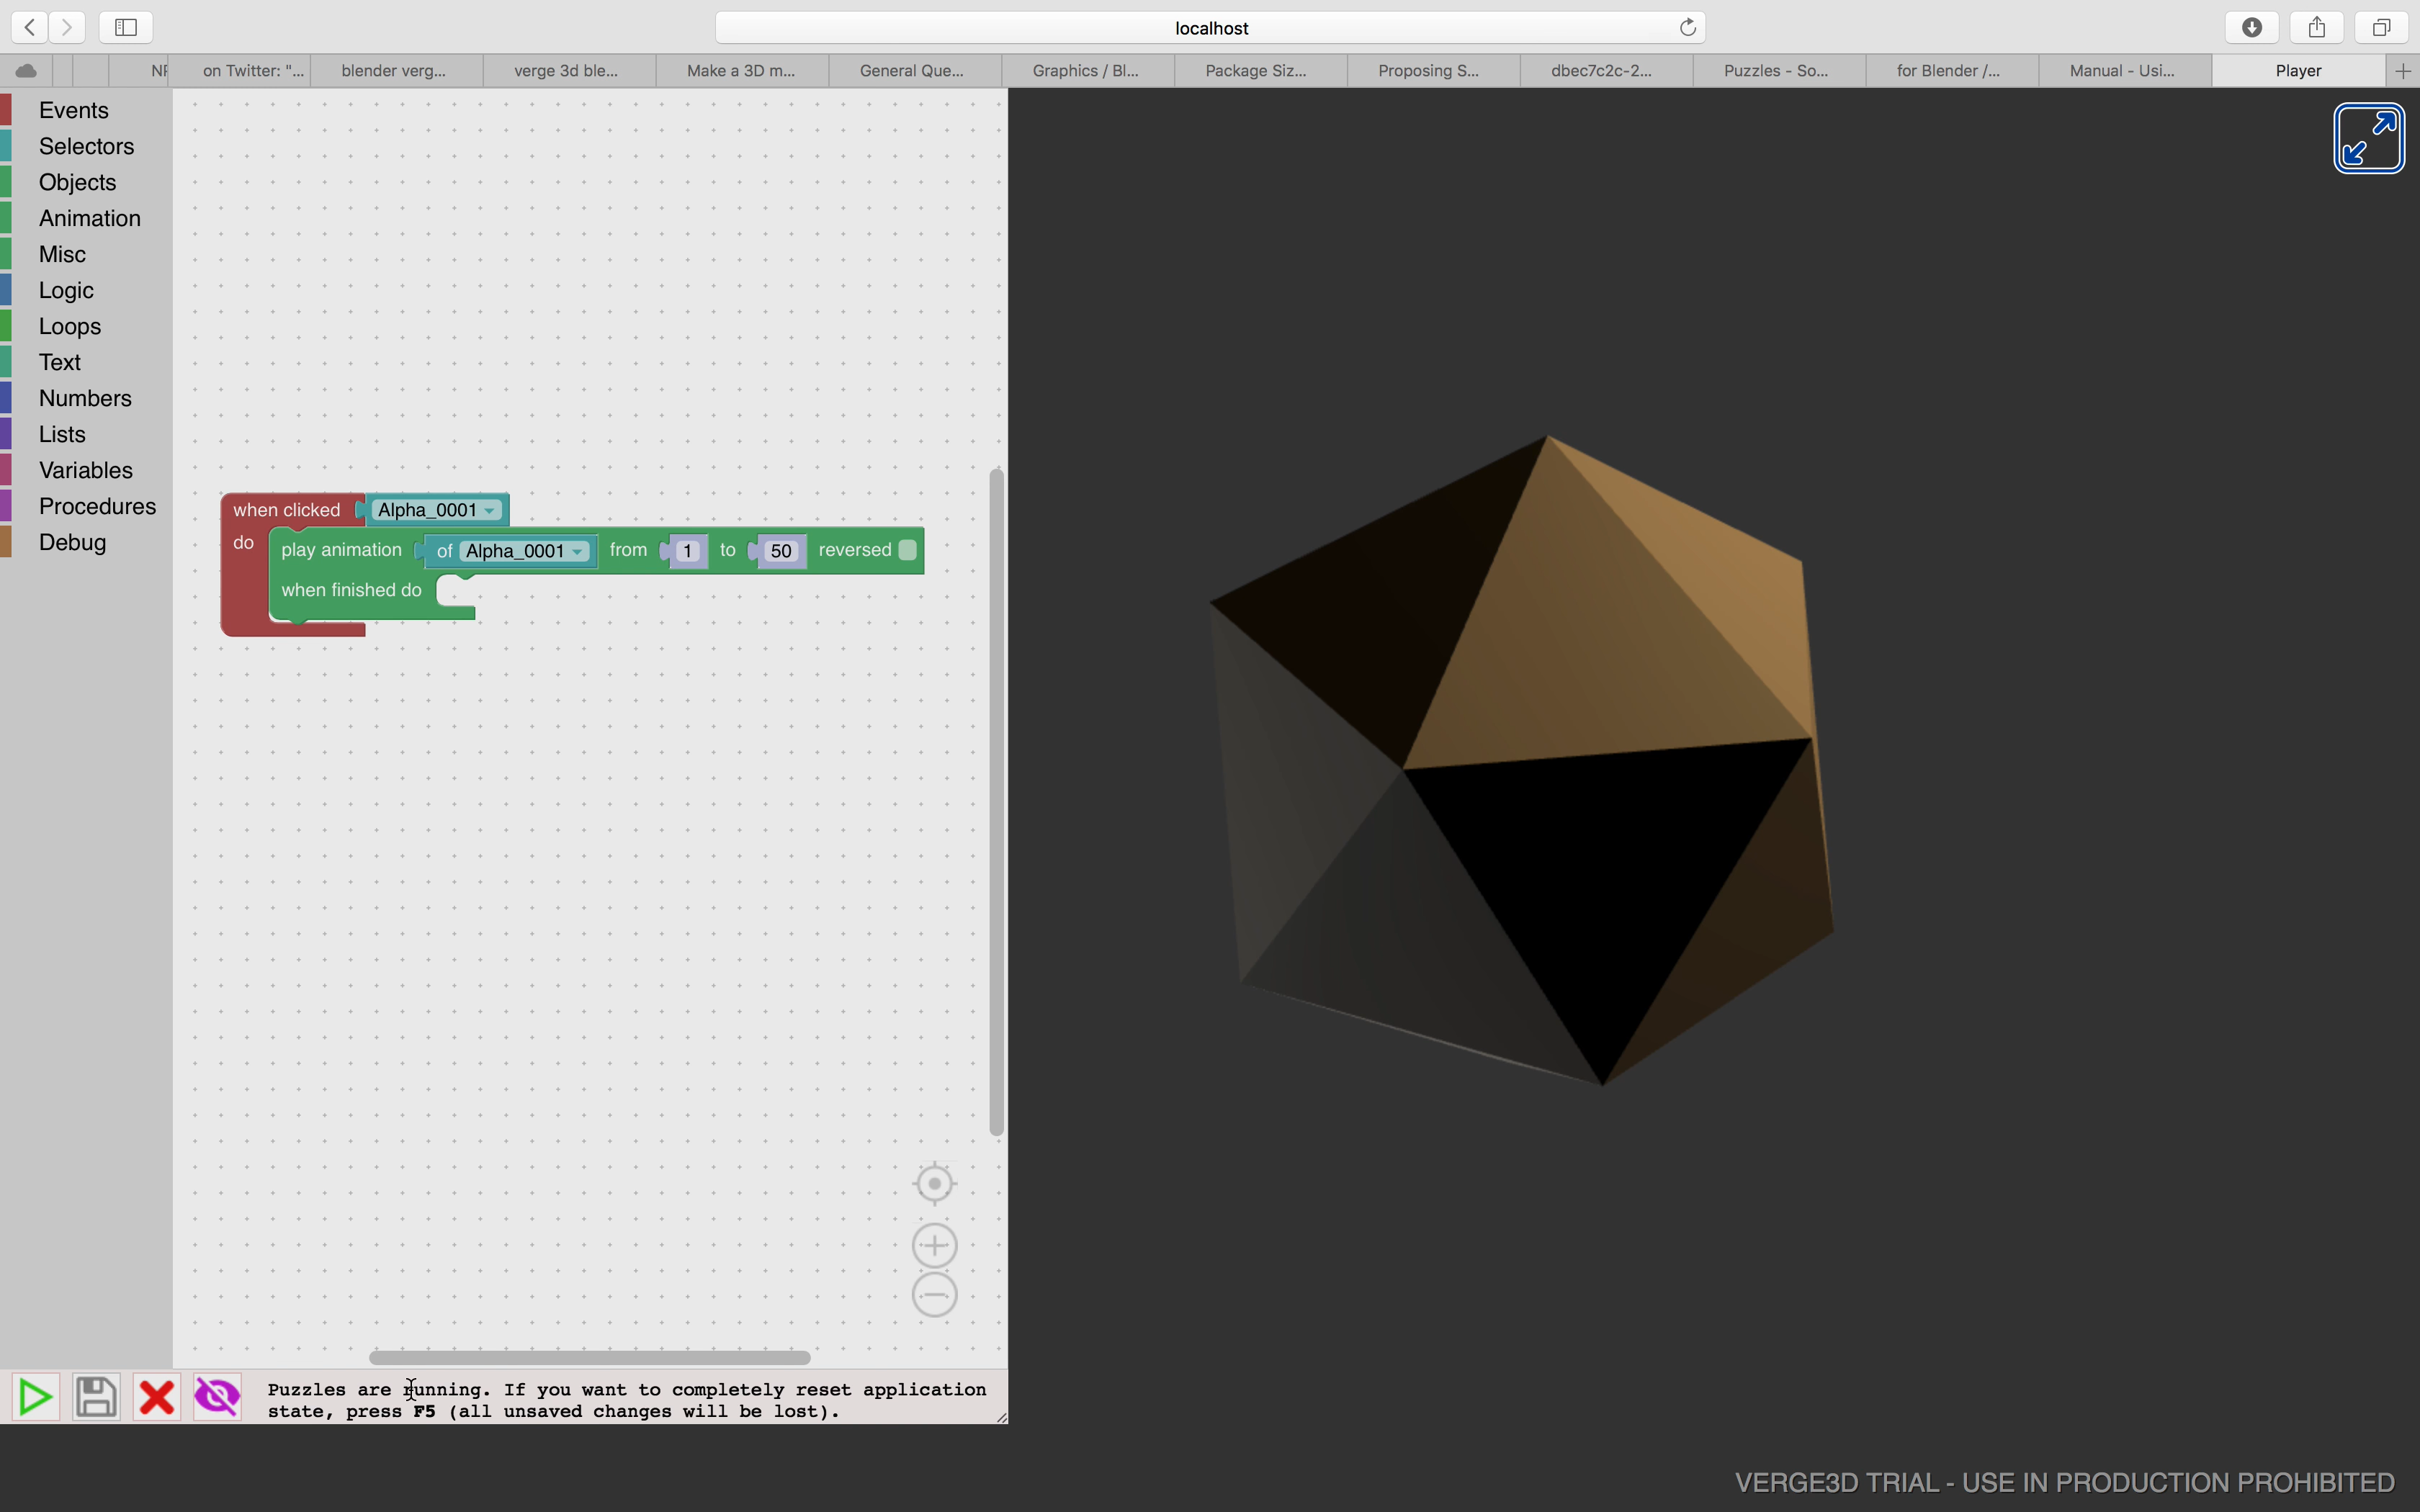 localhost
NF
on Twitter: "...
blender verg...
verge 3d ble...
Make a 3D m...
General Que...
Graphics / Bl...
Package Siz...
Proposing S...
dbec7c2c-2...
Puzzles - So...
for Blender /...
Manual - Usi...
Player
Events
Selectors
Objects
Animation
Misc
Logic
Loops
Text
Numbers
Lists
Variables
Procedures
Debug
when clicked Alpha_0001
do play animation of Alpha_0001 from 1 to 50 reversed
when finished do
Puzzles are running. If you want to completely reset application
state, press F5 (all unsaved changes will be lost).
VERGE3D TRIAL - USE IN PRODUCTION PROHIBITED